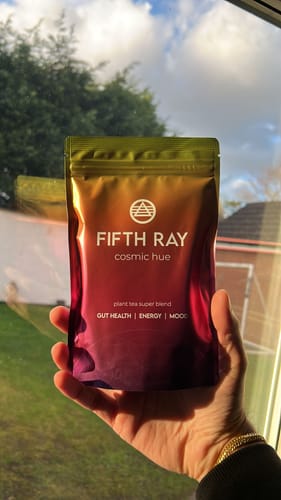 FIFTH RAY
cosmic hue
plant tea super blend
GUT HEALTH | ENERGY | MOOD